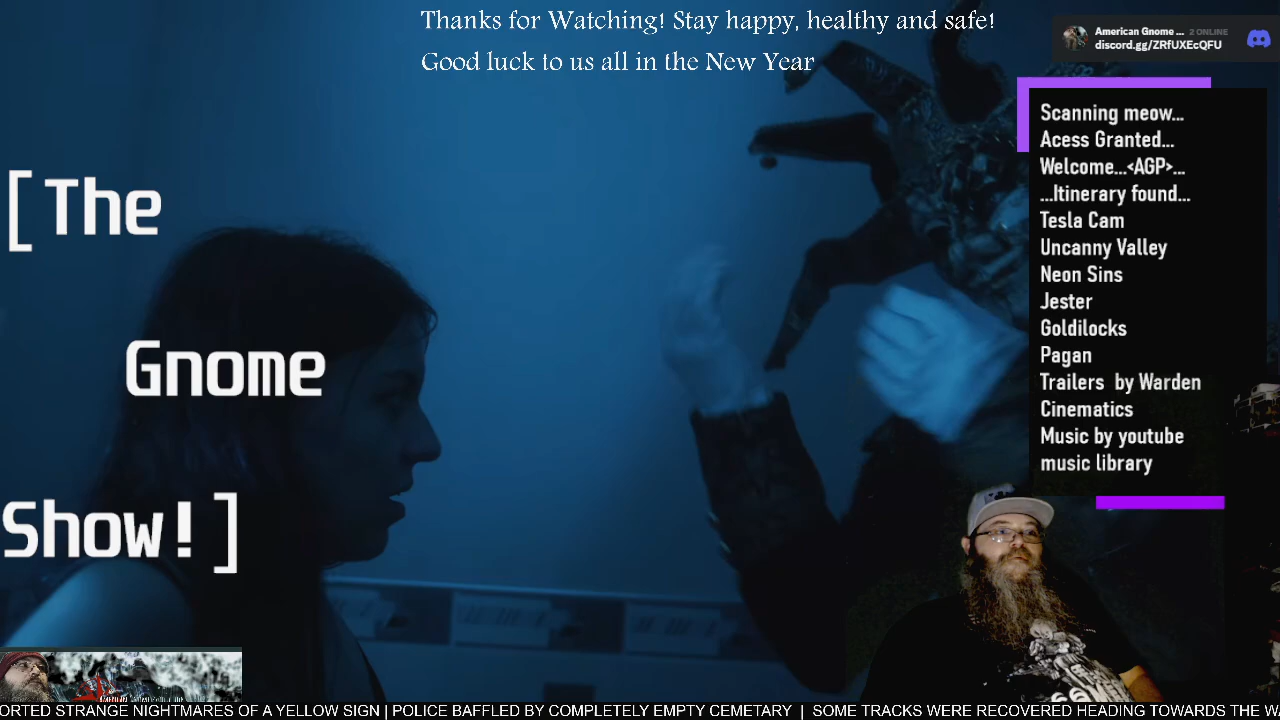 Thanks for Watching! Stay happy, healthy and safe!
Good luck to us all in the New Year
American Gnome ... 2 ONLINE
discord.gg/ZRfUXEcQFU
Scanning meow...
Acess Granted...
Welcome...<AGP>...
...Itinerary found...
Tesla Cam
Uncanny Valley
Neon Sins
Jester
Goldilocks
Pagan
Trailers by Warden
Cinematics
Music by youtube
music library
[The
Gnome
Show!]
ORTED STRANGE NIGHTMARES OF A YELLOW SIGN | POLICE BAFFLED BY COMPLETELY EMPTY CEMETARY | SOME TRACKS WERE RECOVERED HEADING TOWARDS THE WA